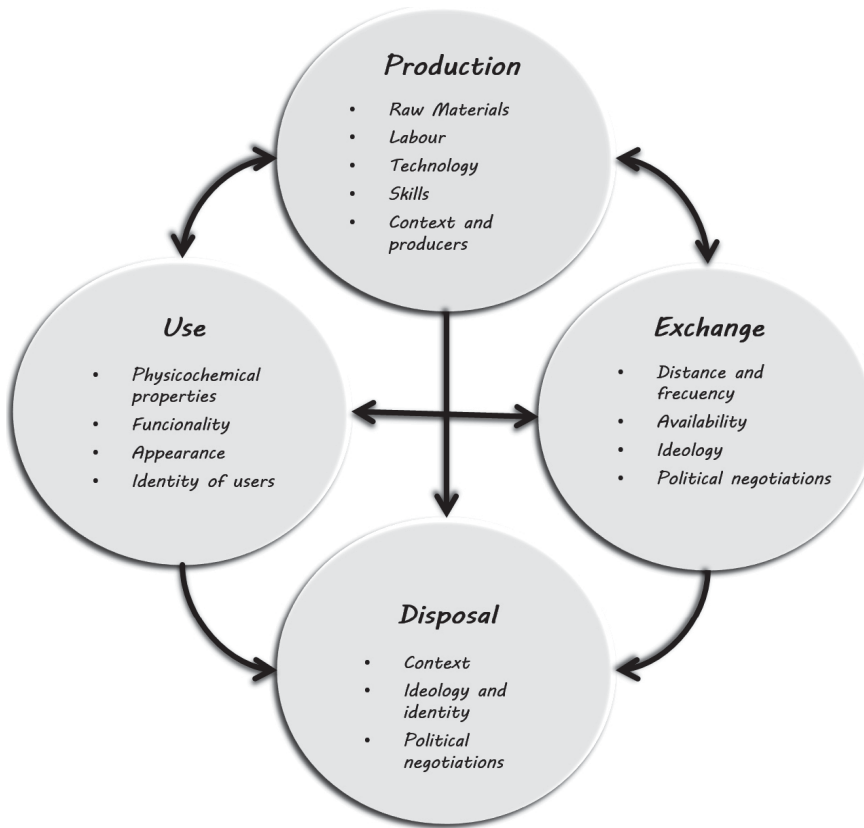 Production
• Raw Materials
• Labour
• Technology
• Skills
• Context and
producers
Use
• Physicochemical
properties
• Funcionality
• Appearance
• Identity of users
Exchange
• Distance and
frecuency
• Availability
• Ideology
• Political negotiations
Disposal
• Context
• Ideology and
identity
• Political
negotiations